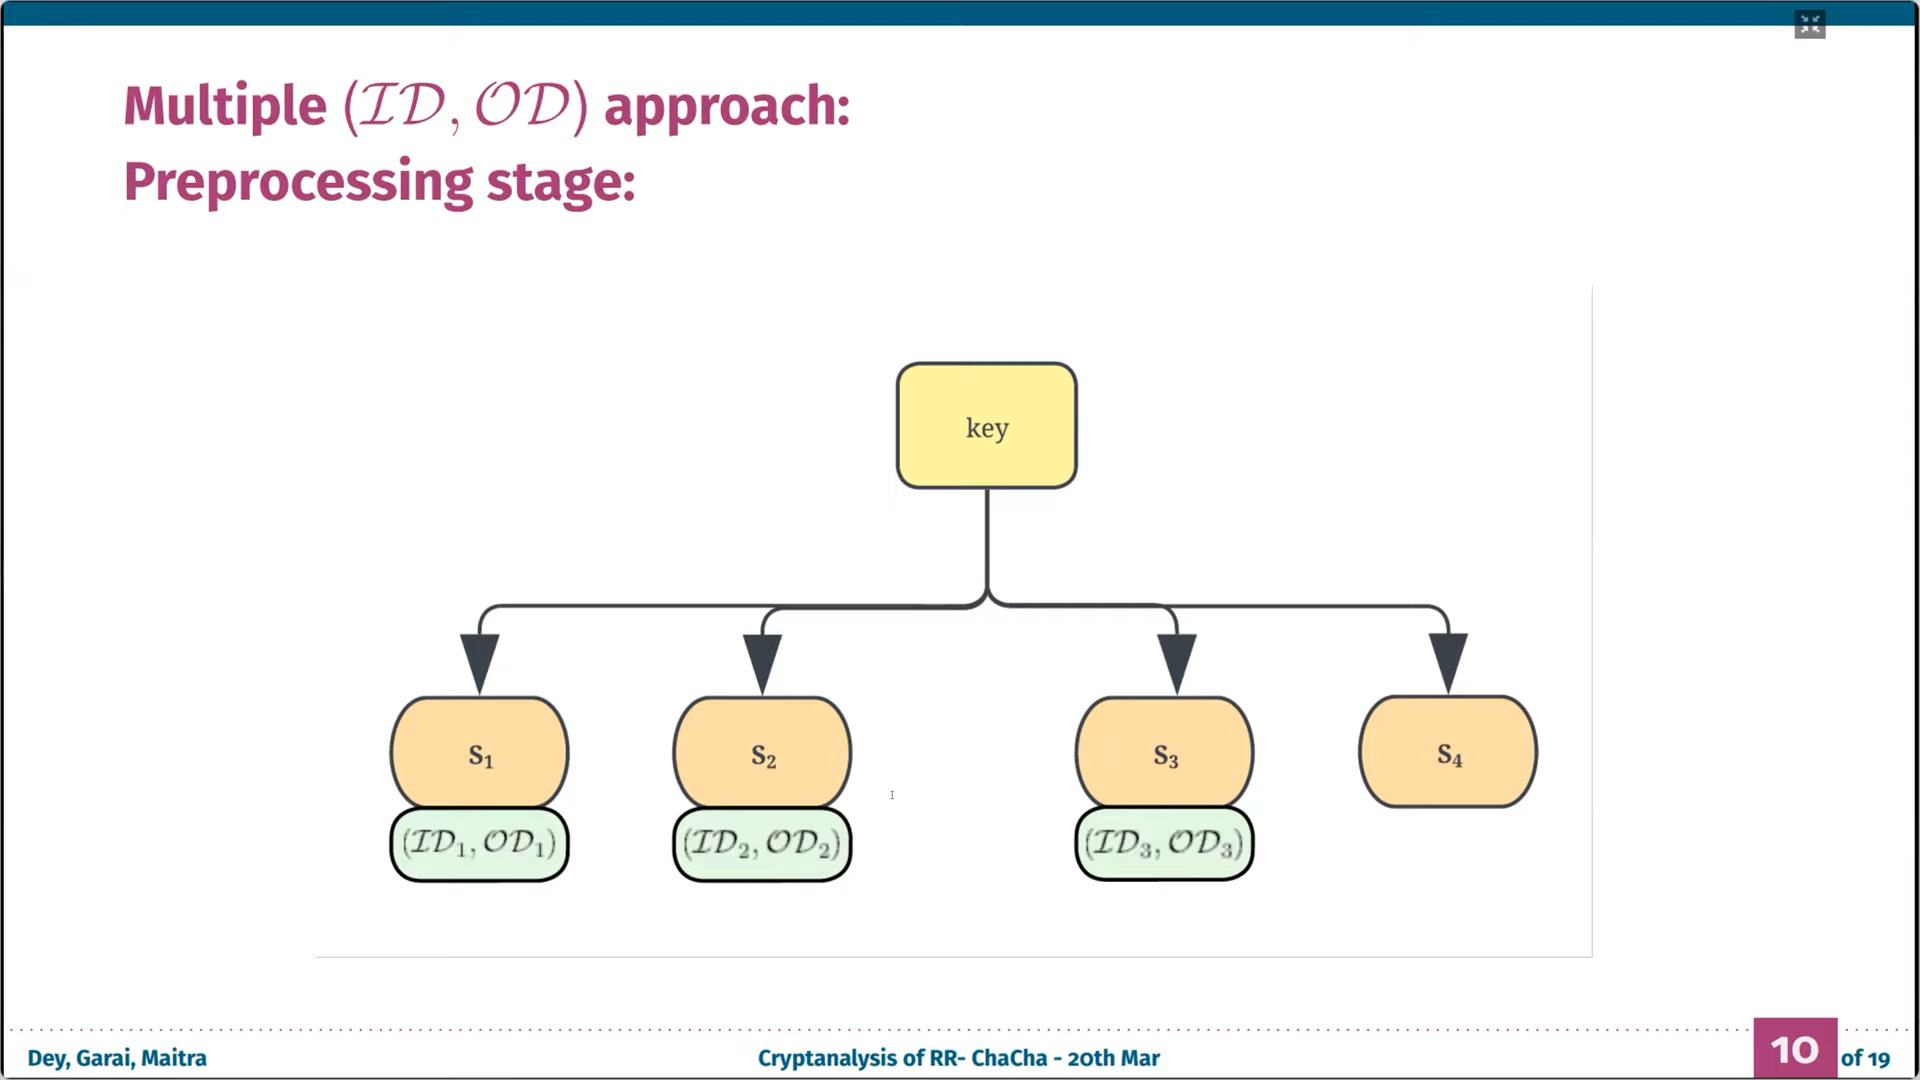 Multiple (𝓘𝓓, 𝓞𝓓) approach:
Preprocessing stage:
key
S₁
S₂
S₃
S₄
(𝓘𝓓₁, 𝓞𝓓₁)
(𝓘𝓓₂, 𝓞𝓓₂)
(𝓘𝓓₃, 𝓞𝓓₃)
Dey, Garai, Maitra
Cryptanalysis of RR- ChaCha - 20th Mar
10 of 19